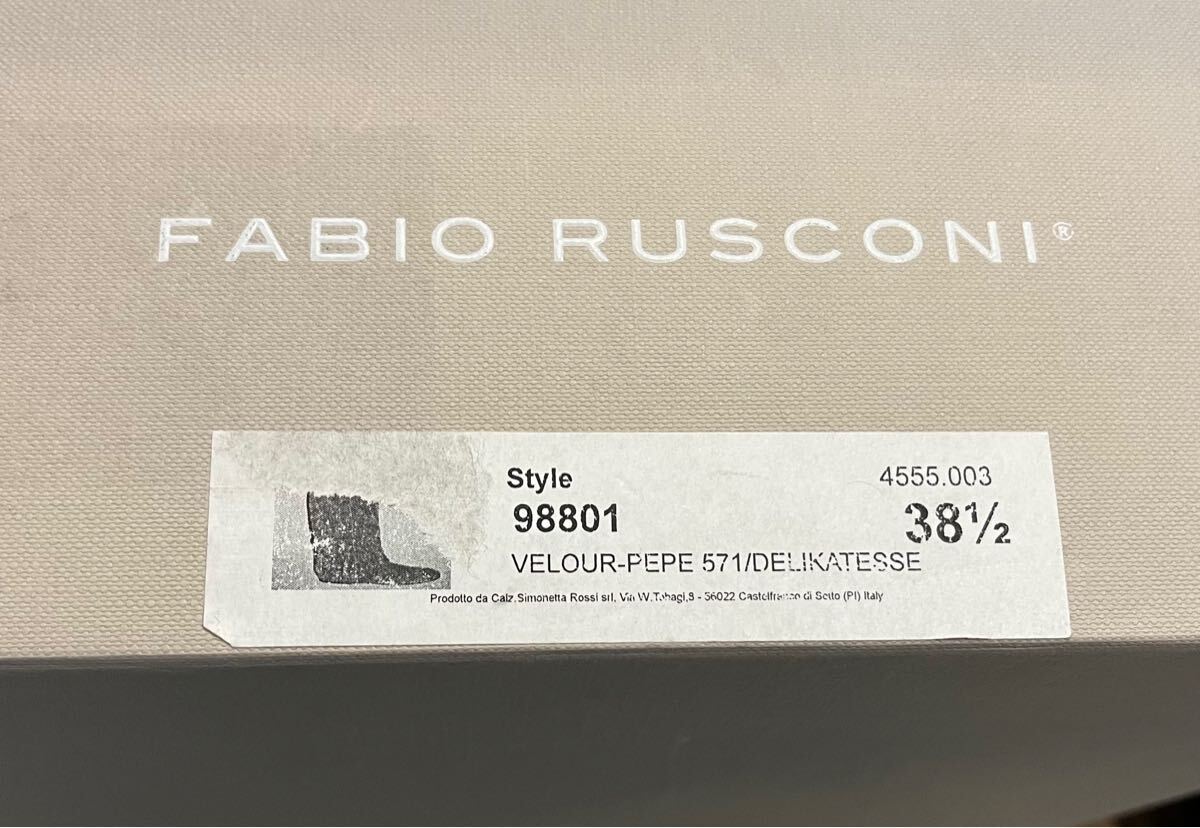 FABIO RUSCONI®
Style
4555.003
98801
38½
VELOUR-PEPE 571/DELIKATESSE
Prodotto da Calz.Simonetta Rossi srl, Via W.Tobagi,9 - 56022 Castelfranco di Sotto (PI) Italy